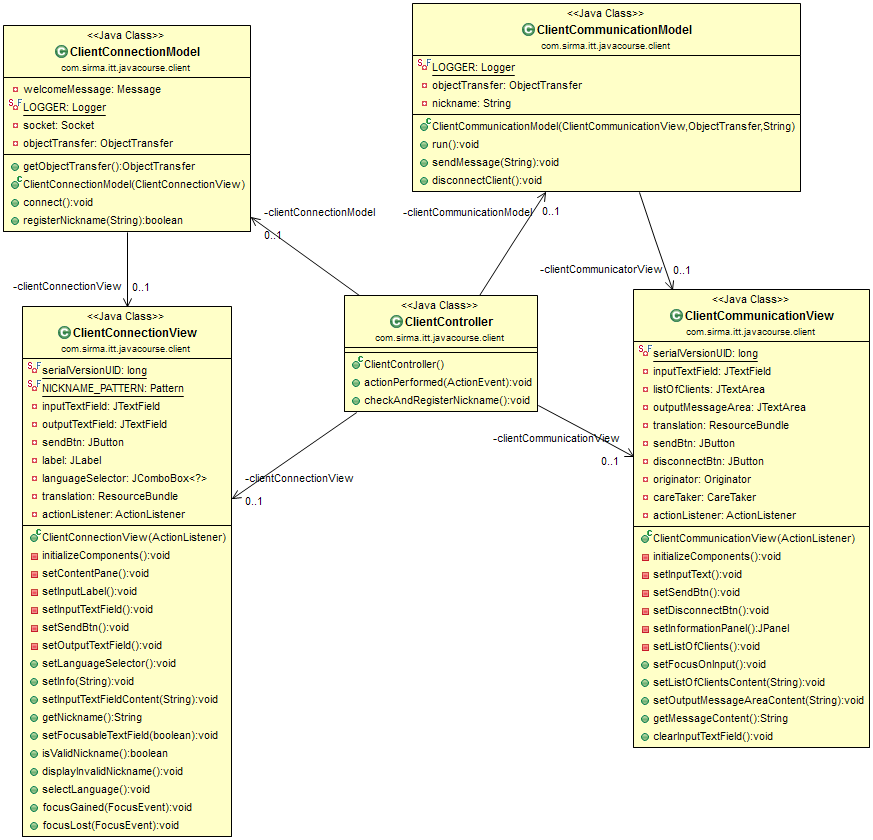 <<Java Class>>
ClientConnectionModel
com.sirma.itt.javacourse.client
welcomeMessage: Message
LOGGER: Logger
socket: Socket
objectTransfer: ObjectTransfer
getObjectTransfer():ObjectTransfer
ClientConnectionModel(ClientConnectionView)
connect():void
registerNickname(String):boolean
<<Java Class>>
ClientCommunicationModel
com.sirma.itt.javacourse.client
LOGGER: Logger
objectTransfer: ObjectTransfer
nickname: String
ClientCommunicationModel(ClientCommunicationView,ObjectTransfer,String)
run():void
sendMessage(String):void
disconnectClient():void
-clientConnectionModel
0..1
-clientCommunicationModel
0..1
-clientConnectionView
0..1
-clientCommunicatorView
0..1
<<Java Class>>
ClientController
com.sirma.itt.javacourse.client
ClientController()
actionPerformed(ActionEvent):void
checkAndRegisterNickname():void
-clientConnectionView
0..1
-clientCommunicationView
0..1
<<Java Class>>
ClientConnectionView
com.sirma.itt.javacourse.client
serialVersionUID: long
NICKNAME_PATTERN: Pattern
inputTextField: JTextField
outputTextField: JTextField
sendBtn: JButton
label: JLabel
languageSelector: JComboBox<?>
translation: ResourceBundle
actionListener: ActionListener
ClientConnectionView(ActionListener)
initializeComponents():void
setContentPane():void
setInputLabel():void
setInputTextField():void
setSendBtn():void
setOutputTextField():void
setLanguageSelector():void
setInfo(String):void
setInputTextFieldContent(String):void
getNickname():String
setFocusableTextField(boolean):void
isValidNickname():boolean
displayInvalidNickname():void
selectLanguage():void
focusGained(FocusEvent):void
focusLost(FocusEvent):void
<<Java Class>>
ClientCommunicationView
com.sirma.itt.javacourse.client
serialVersionUID: long
inputTextField: JTextField
listOfClients: JTextArea
outputMessageArea: JTextArea
translation: ResourceBundle
sendBtn: JButton
disconnectBtn: JButton
originator: Originator
careTaker: CareTaker
actionListener: ActionListener
ClientCommunicationView(ActionListener)
initializeComponents():void
setInputText():void
setSendBtn():void
setDisconnectBtn():void
setInformationPanel():JPanel
setListOfClients():void
setFocusOnInput():void
setListOfClientsContent(String):void
setOutputMessageAreaContent(String):void
getMessageContent():String
clearInputTextField():void